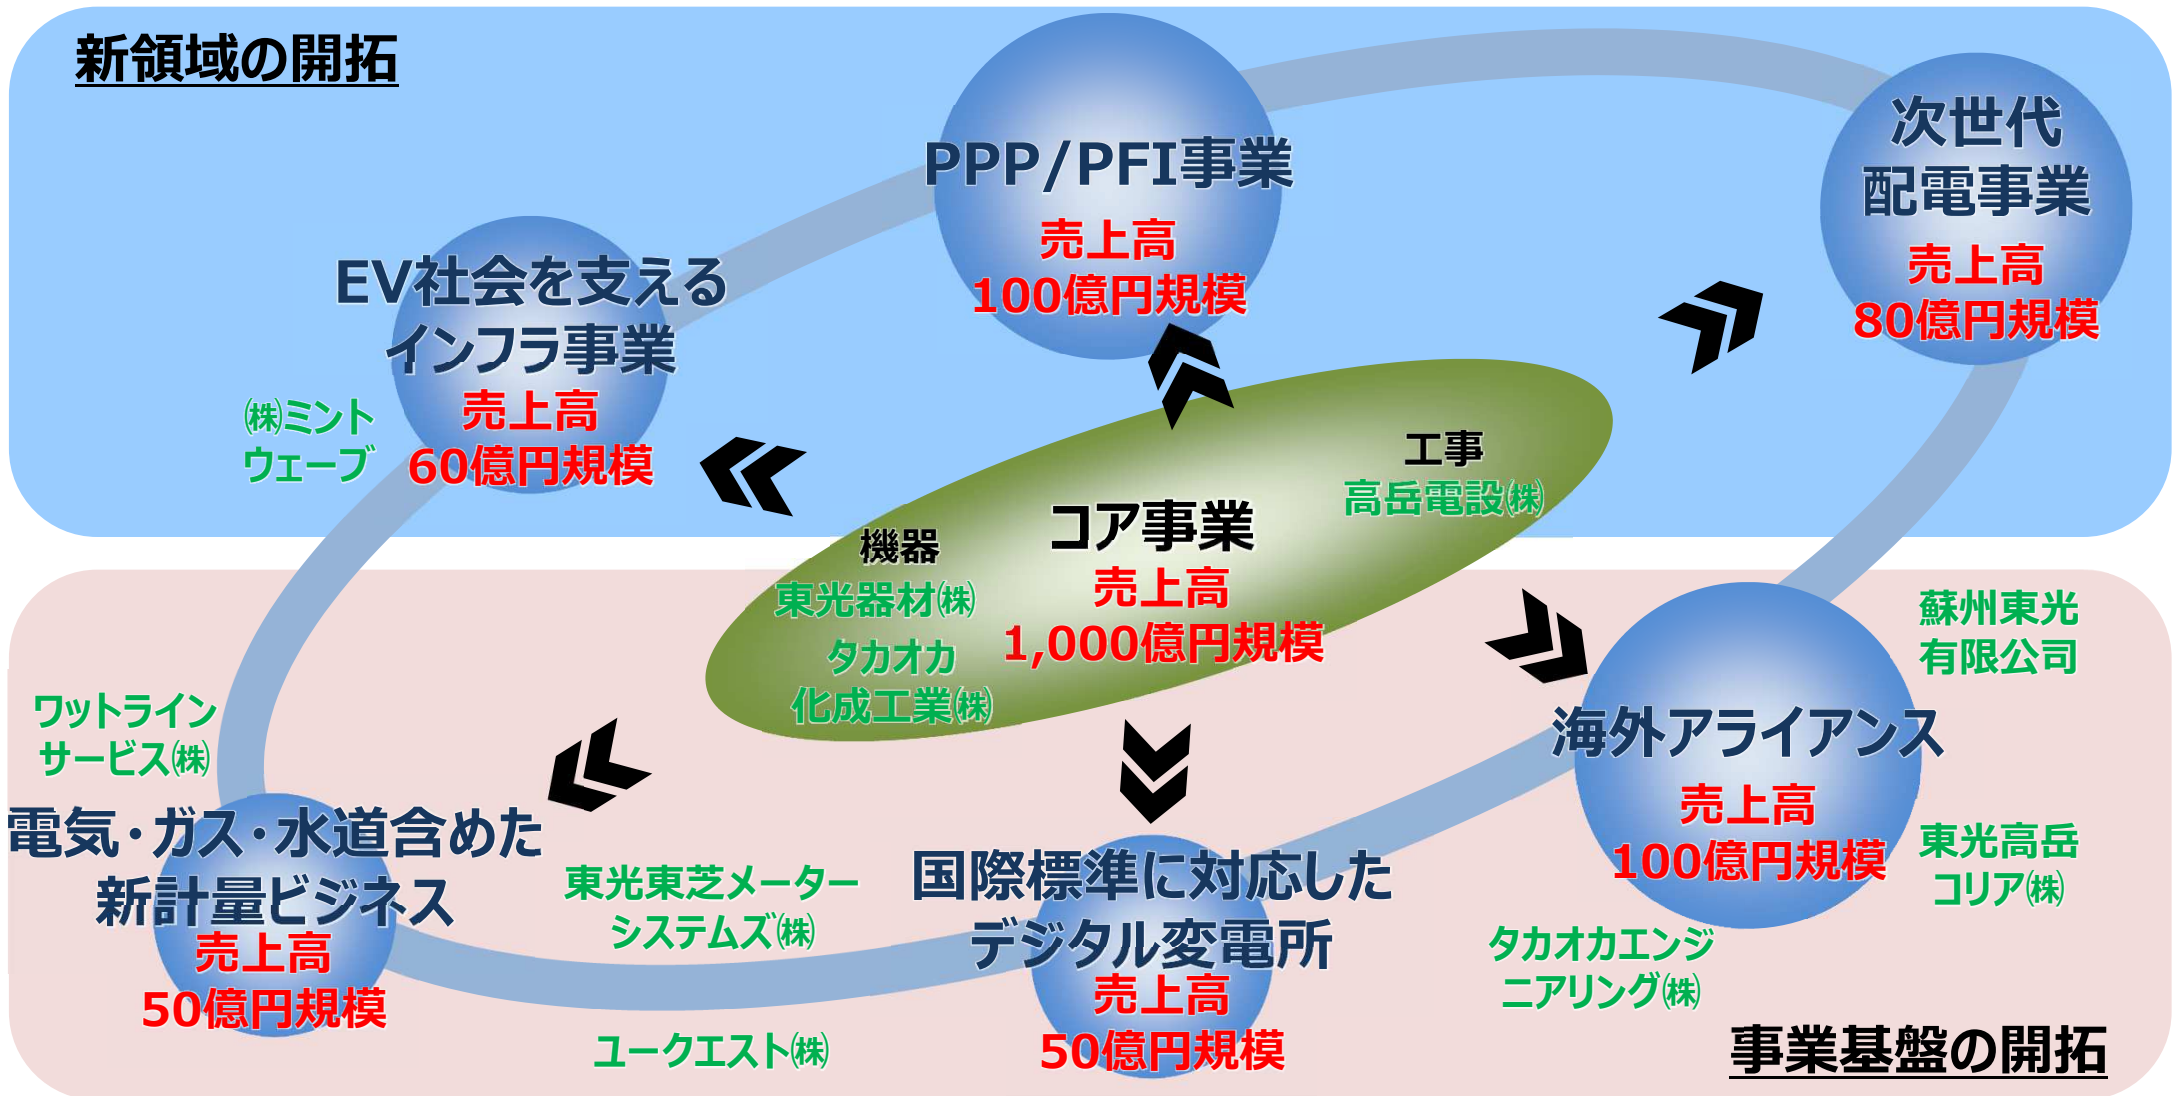 新領域の開拓
PPP/PFI事業
売上高
100億円規模
次世代
配電事業
売上高
80億円規模
EV社会を支える
インフラ事業
売上高
60億円規模
㈱ミント
ウェーブ
工事
高岳電設㈱
コア事業
売上高
1,000億円規模
機器
東光器材㈱
タカオカ
化成工業㈱
蘇州東光
有限公司
海外アライアンス
売上高
100億円規模
東光高岳
コリア㈱
タカオカエンジ
ニアリング㈱
ワットライン
サービス㈱
電気・ガス・水道含めた
新計量ビジネス
売上高
50億円規模
東光東芝メーター
システムズ㈱
ユークエスト㈱
国際標準に対応した
デジタル変電所
売上高
50億円規模
事業基盤の開拓